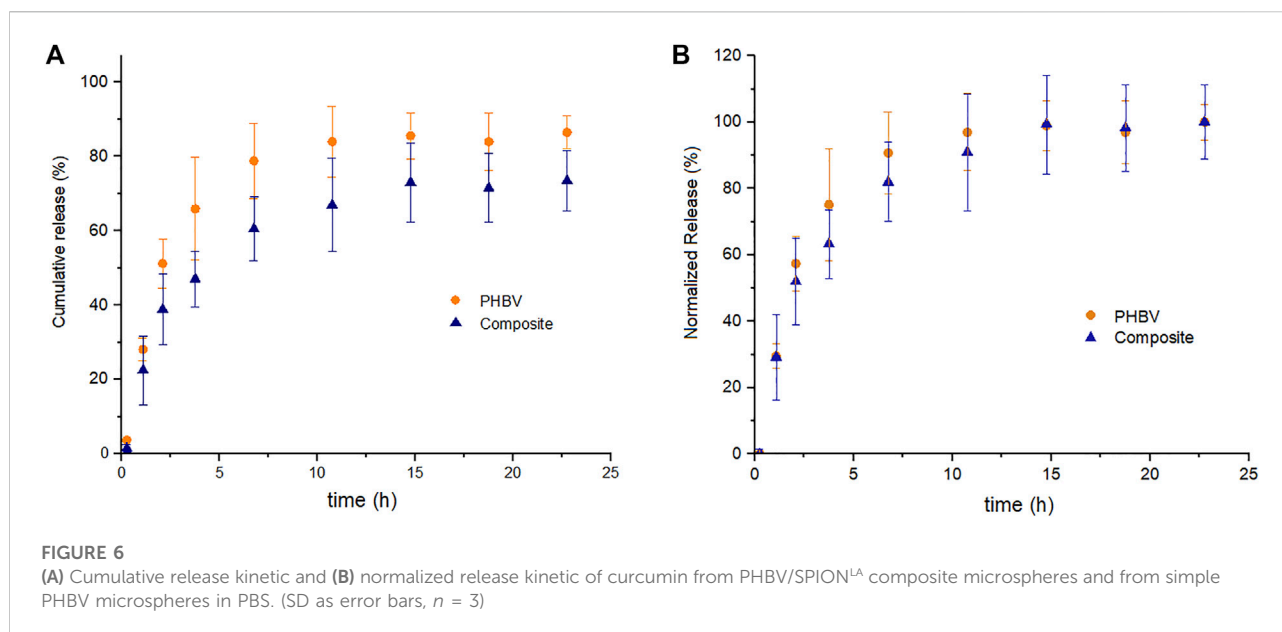 A
Cumulative release (%)
100
80
60
40
20
0
0 5 10 15 20 25
time (h)
PHBV
Composite
B
Normalized Release (%)
120
100
80
60
40
20
0
0 5 10 15 20 25
time (h)
PHBV
Composite
FIGURE 6
(A) Cumulative release kinetic and (B) normalized release kinetic of curcumin from PHBV/SPIONᴸᴬ composite microspheres and from simple
PHBV microspheres in PBS. (SD as error bars, n = 3)